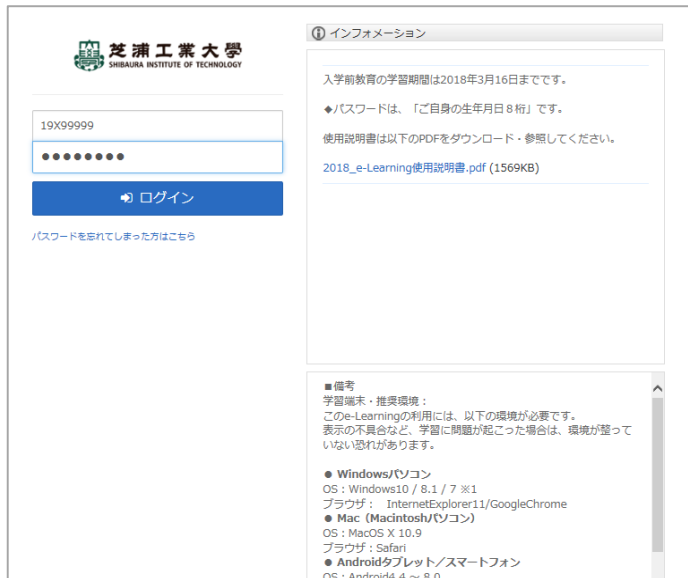 芝浦工業大學
SHIBAURA INSTITUTE OF TECHNOLOGY
19X99999
●●●●●●●●
ログイン
パスワードを忘れてしまった方はこちら
インフォメーション
入学前教育の学習期間は2018年3月16日までです。
◆パスワードは、「ご自身の生年月日８桁」です。
使用説明書は以下のPDFをダウンロード・参照してください。
2018_e-Learning使用説明書.pdf (1569KB)
■備考
学習端末・推奨環境：
このe-Learningの利用には、以下の環境が必要です。
表示の不具合など、学習に問題が起こった場合は、環境が整って
いない恐れがあります。
● Windowsパソコン
OS：Windows10 / 8.1 / 7 ※1
ブラウザ： InternetExplorer11/GoogleChrome
● Mac（Macintoshパソコン）
OS：MacOS X 10.9
ブラウザ：Safari
● Androidタブレット／スマートフォン
OS：Android4.4 ～ 8.0